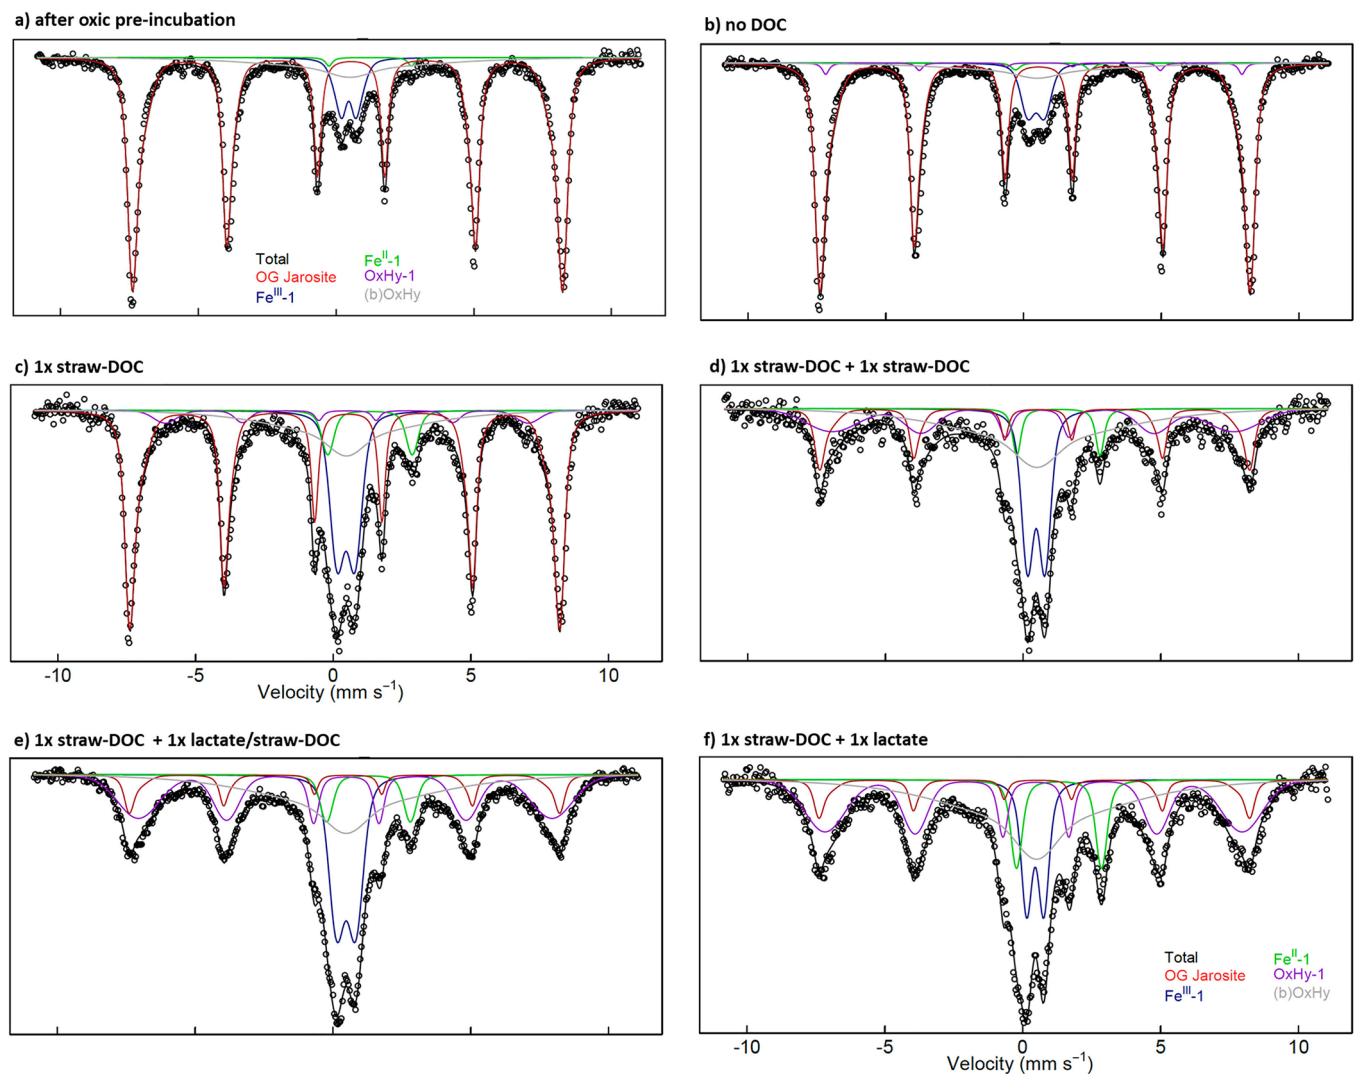 a) after oxic pre-incubation
b) no DOC
Total
OG Jarosite
Feᴵᴵᴵ-1
Feᴵᴵ-1
OxHy-1
(b)OxHy
c) 1x straw-DOC
d) 1x straw-DOC + 1x straw-DOC
-10 -5 0 5 10
Velocity (mm s⁻¹)
e) 1x straw-DOC + 1x lactate/straw-DOC
f) 1x straw-DOC + 1x lactate
Total
OG Jarosite
Feᴵᴵᴵ-1
Feᴵᴵ-1
OxHy-1
(b)OxHy
-10 -5 0 5 10
Velocity (mm s⁻¹)